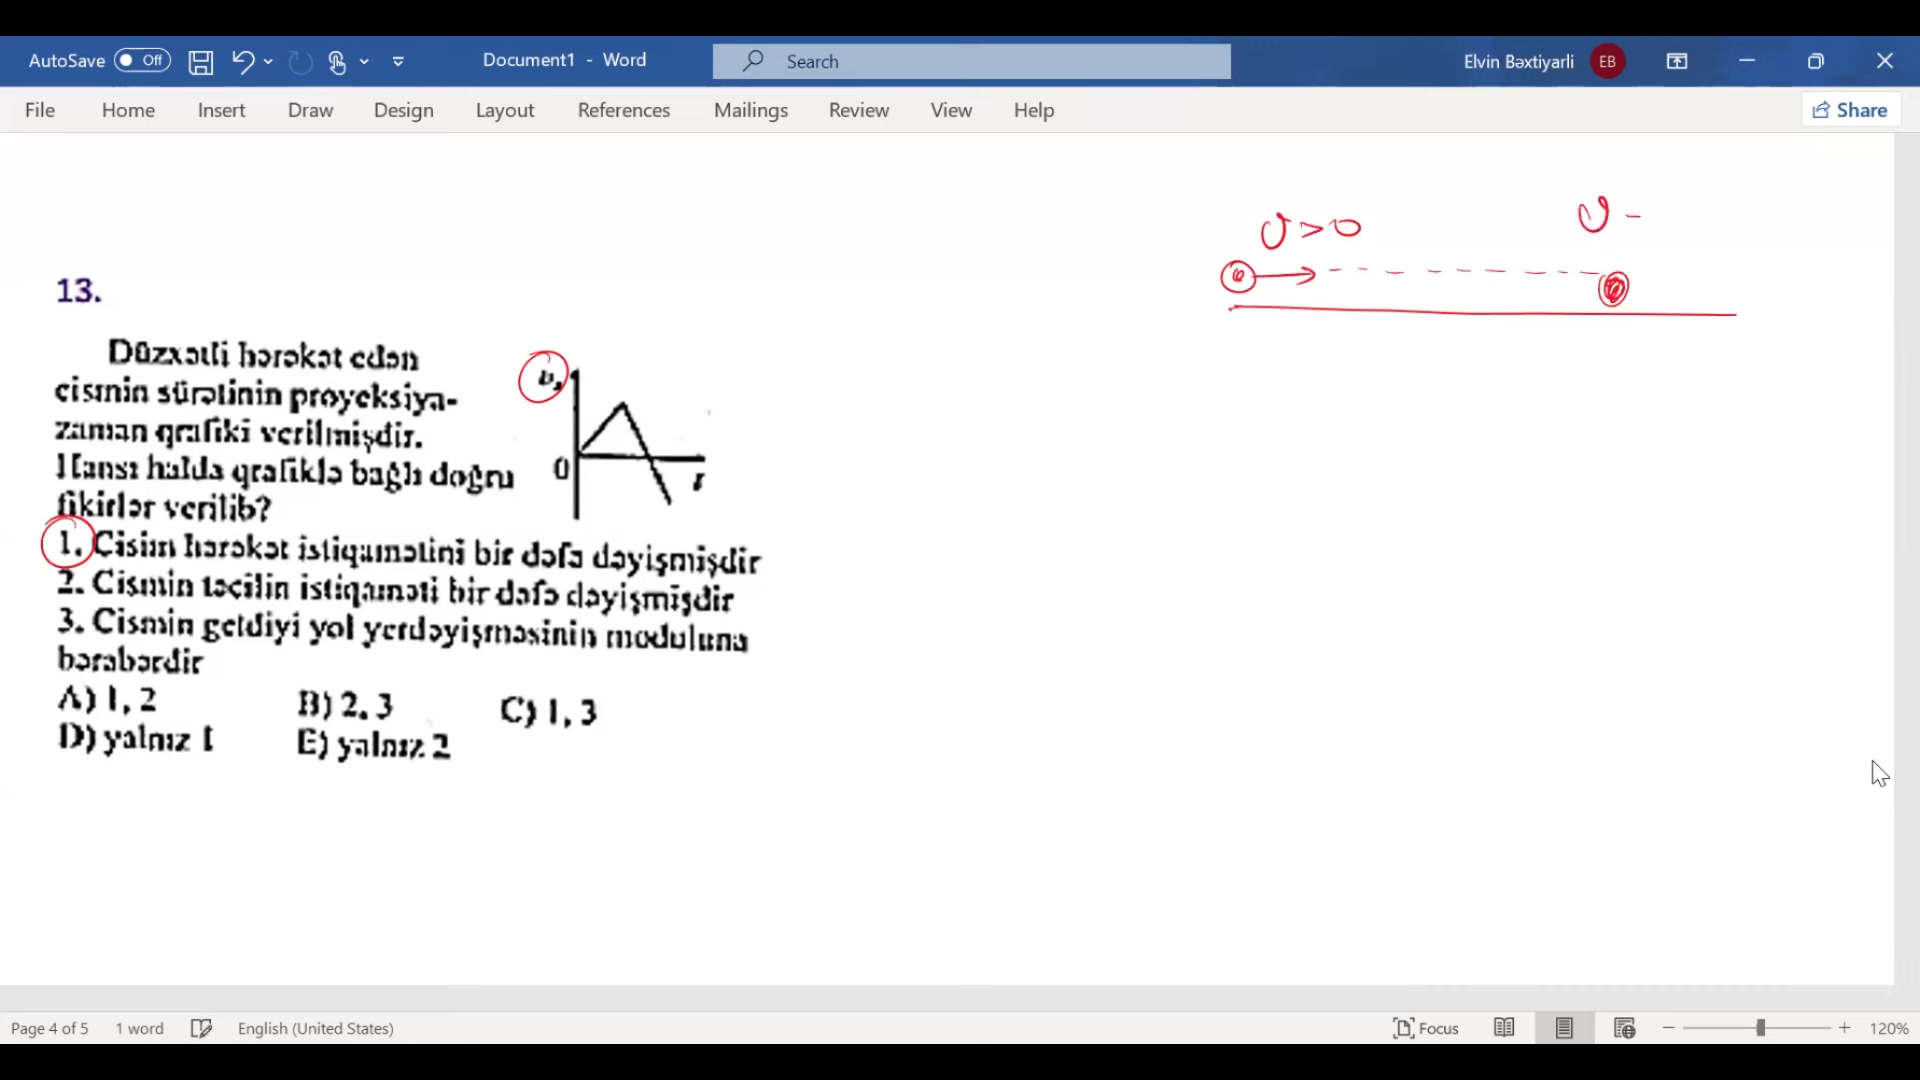 AutoSave Off Document1 - Word Search Elvin Bəxtiyarli EB
File Home Insert Draw Design Layout References Mailings Review View Help Share
υ > 0 υ -
13.
Düzxətli hərəkət edən
cismin sürətinin proyeksiya-
zaman qrafiki verilmişdir.
Hansı halda qrafiklə bağlı doğru
fikirlər verilib?
υₓ
0 t
1. Cisim hərəkət istiqamətini bir dəfə dəyişmişdir
2. Cismin təcilin istiqaməti bir dəfə dəyişmişdir
3. Cismin getdiyi yol yerdəyişməsinin moduluna
bərabərdir
A) 1, 2 B) 2, 3 C) 1, 3
D) yalnız 1 E) yalnız 2
Page 4 of 5 1 word English (United States) Focus 120%